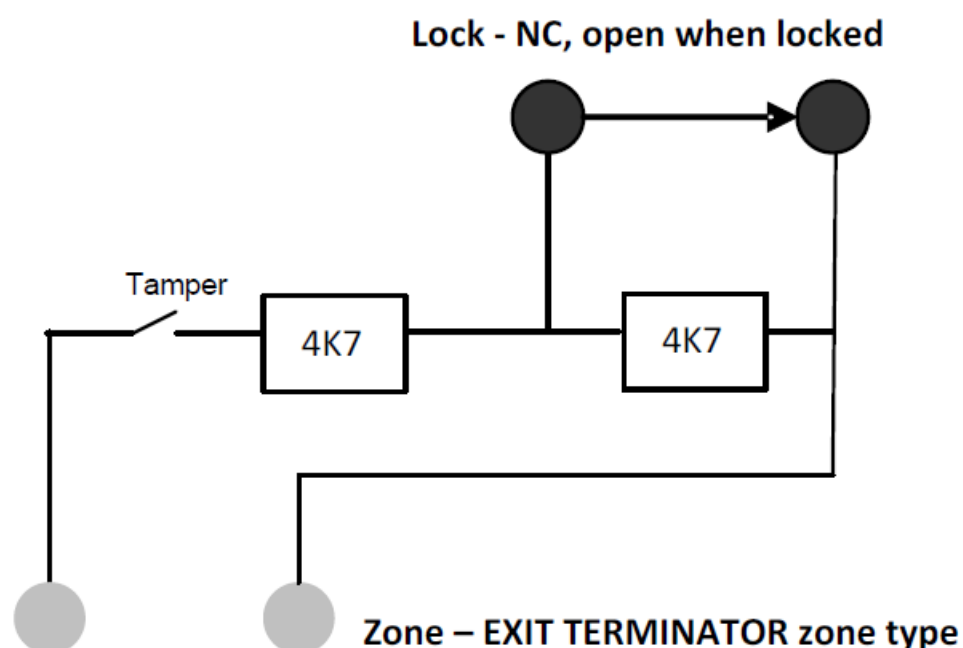 Lock - NC, open when locked
Tamper
4K7
4K7
Zone – EXIT TERMINATOR zone type